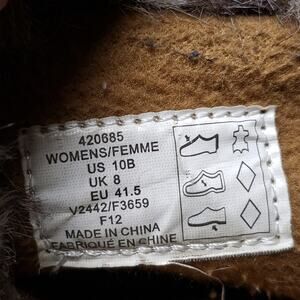 420685
WOMENS/FEMME
US 10B
UK 8
EU 41.5
V2442/F3659
F12
MADE IN CHINA
FABRIQUÉ EN CHINE